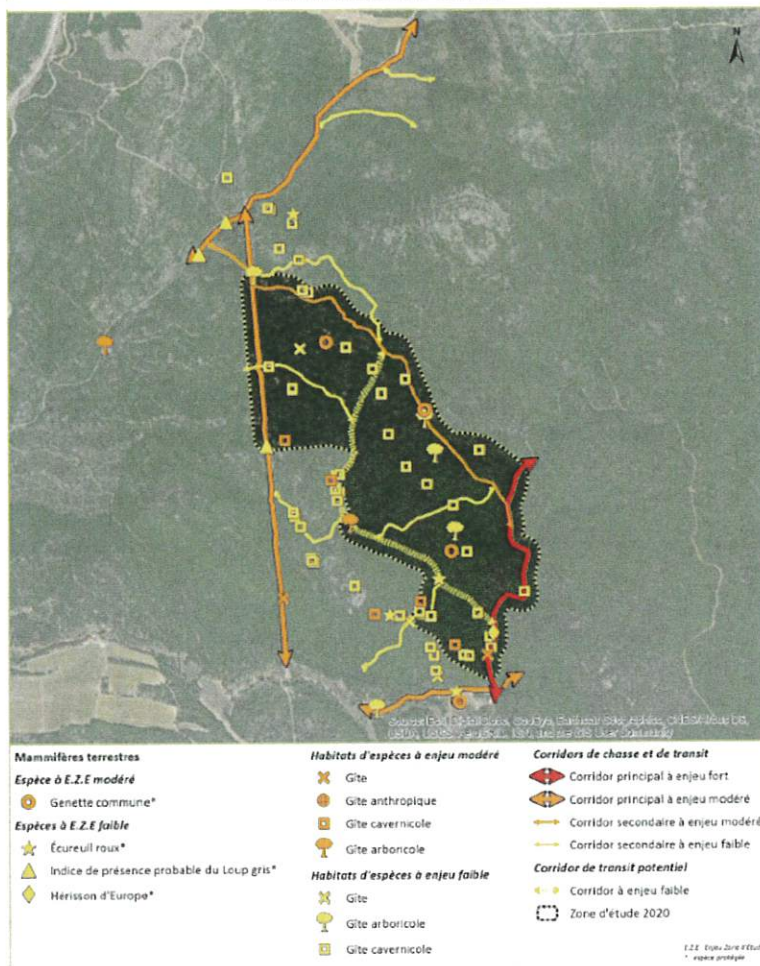 N
Mammifères terrestres
Espèce à E.Z.E modéré
Genette commune*
Espèces à E.Z.E faible
Écureuil roux*
Indice de présence probable du Loup gris*
Hérisson d'Europe*
Habitats d'espèces à enjeu modéré
Gîte
Gîte anthropique
Gîte cavernicole
Gîte arboricole
Habitats d'espèces à enjeu faible
Gîte
Gîte arboricole
Gîte cavernicole
Corridors de chasse et de transit
Corridor principal à enjeu fort
Corridor principal à enjeu modéré
Corridor secondaire à enjeu modéré
Corridor secondaire à enjeu faible
Corridor de transit potentiel
Corridor à enjeu faible
Zone d'étude 2020
* espèce protégée